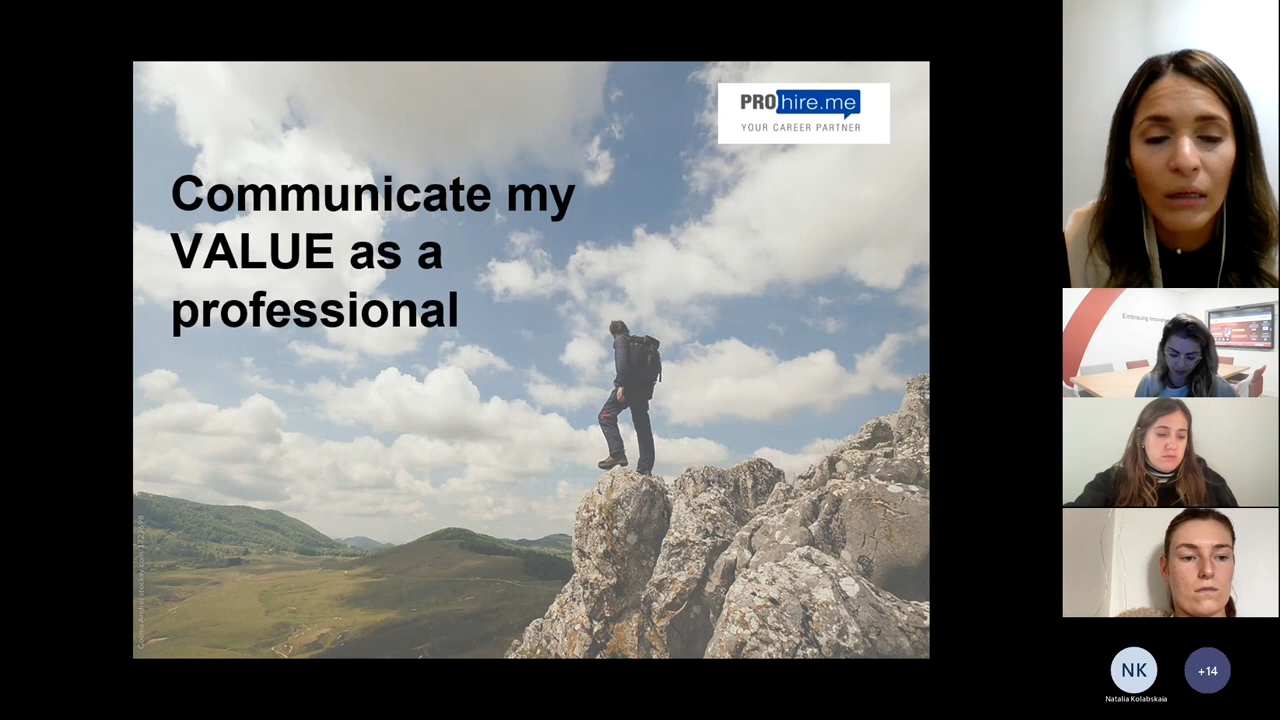 PROhire.me
YOUR CAREER PARTNER
Communicate my
VALUE as a
professional
NK
+14
Natalia Kolabskaia